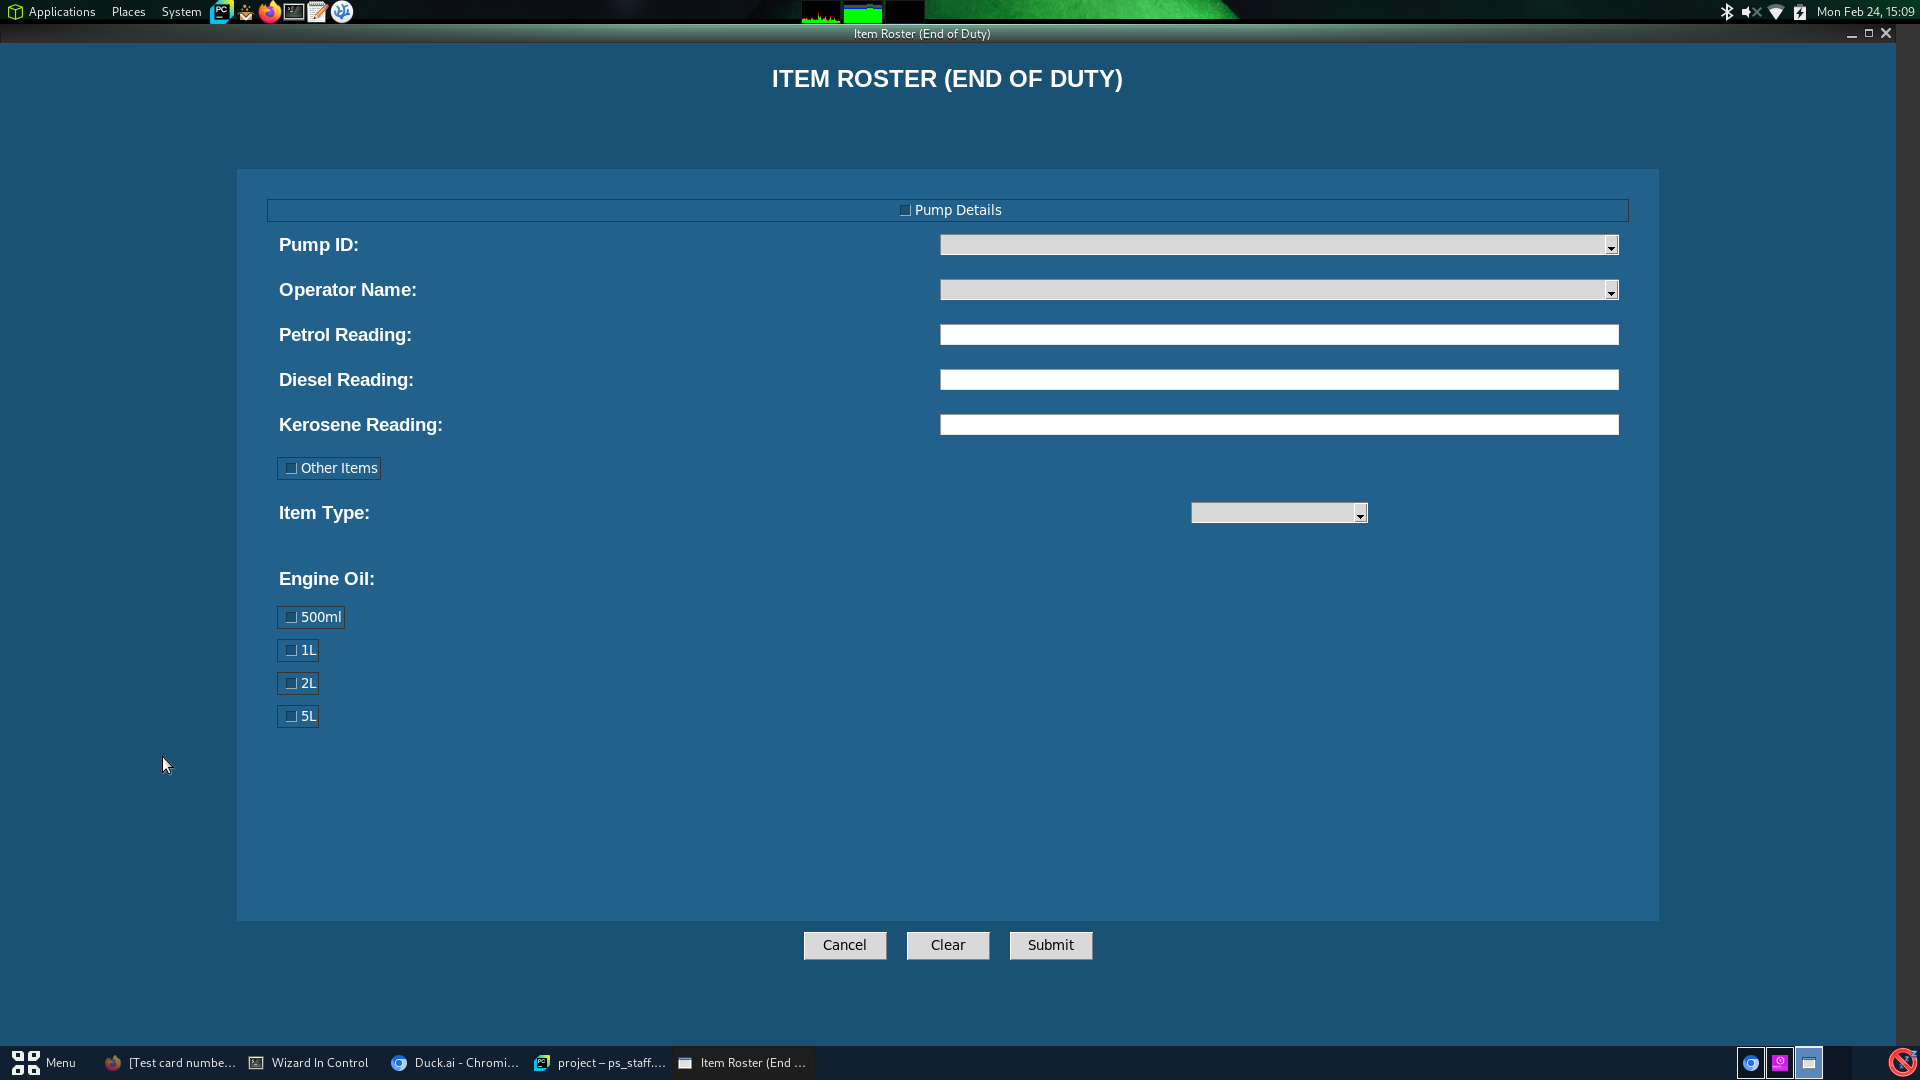 Applications Places System Mon Feb 24, 15:09
Item Roster (End of Duty)
ITEM ROSTER (END OF DUTY)
Pump Details
Pump ID:
Operator Name:
Petrol Reading:
Diesel Reading:
Kerosene Reading:
Other Items
Item Type:
Engine Oil:
500ml
1L
2L
5L
Cancel Clear Submit
Menu [Test card numbe... Wizard In Control Duck.ai - Chromi... project – ps_staff.... Item Roster (End ...